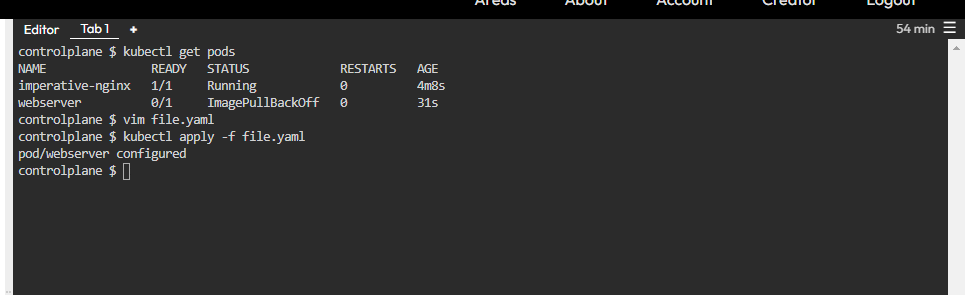 Areas About Account Creator Logout
Editor Tab 1 + 54 min
controlplane $ kubectl get pods
NAME READY STATUS RESTARTS AGE
imperative-nginx 1/1 Running 0 4m8s
webserver 0/1 ImagePullBackOff 0 31s
controlplane $ vim file.yaml
controlplane $ kubectl apply -f file.yaml
pod/webserver configured
controlplane $